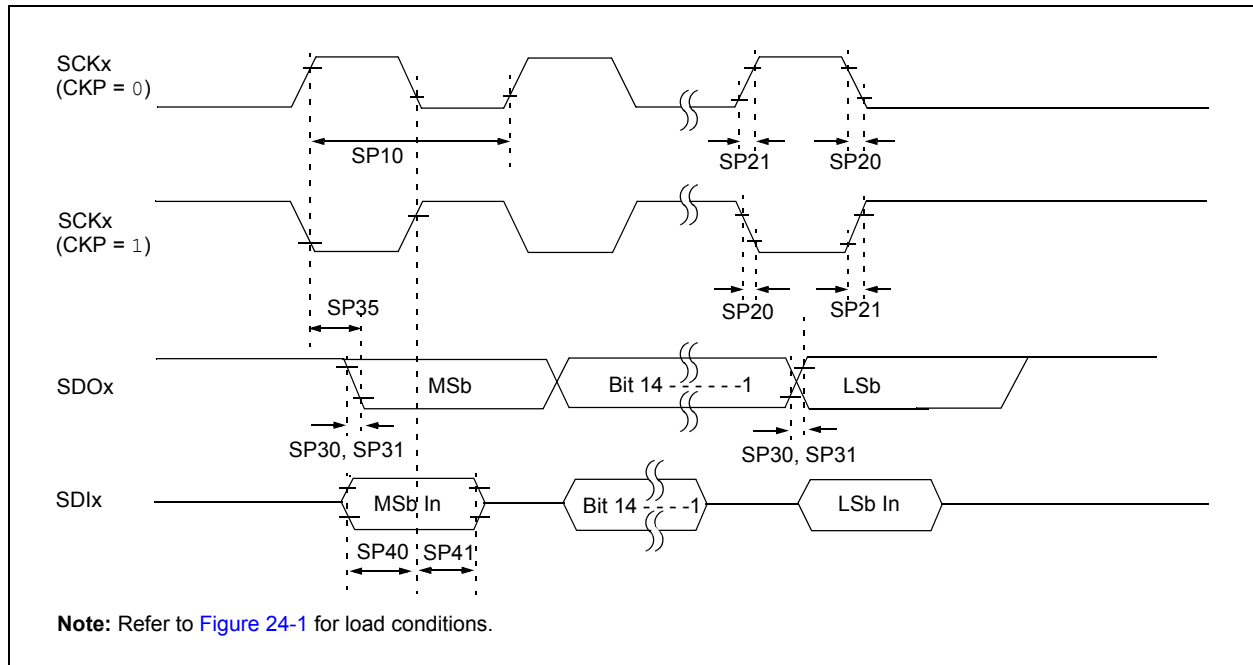 SCKx
(CKP = 0)
SP10
SP21
SP20
SCKx
(CKP = 1)
SP35
SP20
SP21
SDOx
MSb
Bit 14 - - - - - -1
LSb
SP30, SP31
SP30, SP31
SDIx
MSb In
Bit 14 - - - - -1
LSb In
SP40
SP41
Note: Refer to Figure 24-1 for load conditions.